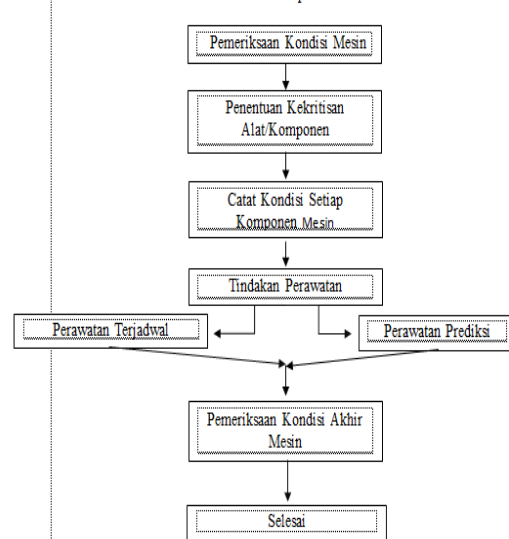 Pemeriksaan Kondisi Mesin
Penentuan Kekritisan
Alat/Komponen
Catat Kondisi Setiap
Komponen Mesin
Tindakan Perawatan
Perawatan Terjadwal
Perawatan Prediksi
Pemeriksaan Kondisi Akhir
Mesin
Selesai